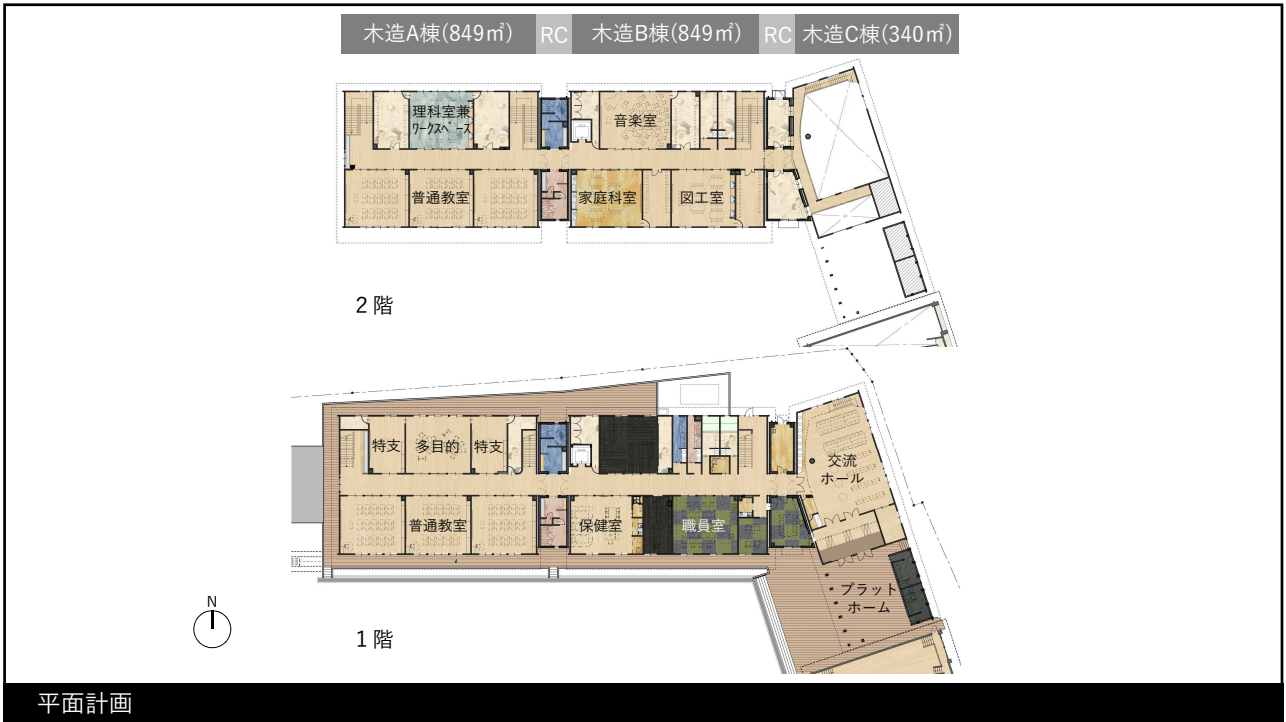 木造A棟(849㎡)
RC
木造B棟(849㎡)
RC
木造C棟(340㎡)
理科室兼
ワークスペース
音楽室
普通教室
家庭科室
図工室
2階
特支
多目的
特支
交流
ホール
普通教室
保健室
職員室
プラット
ホーム
N
1階
平面計画